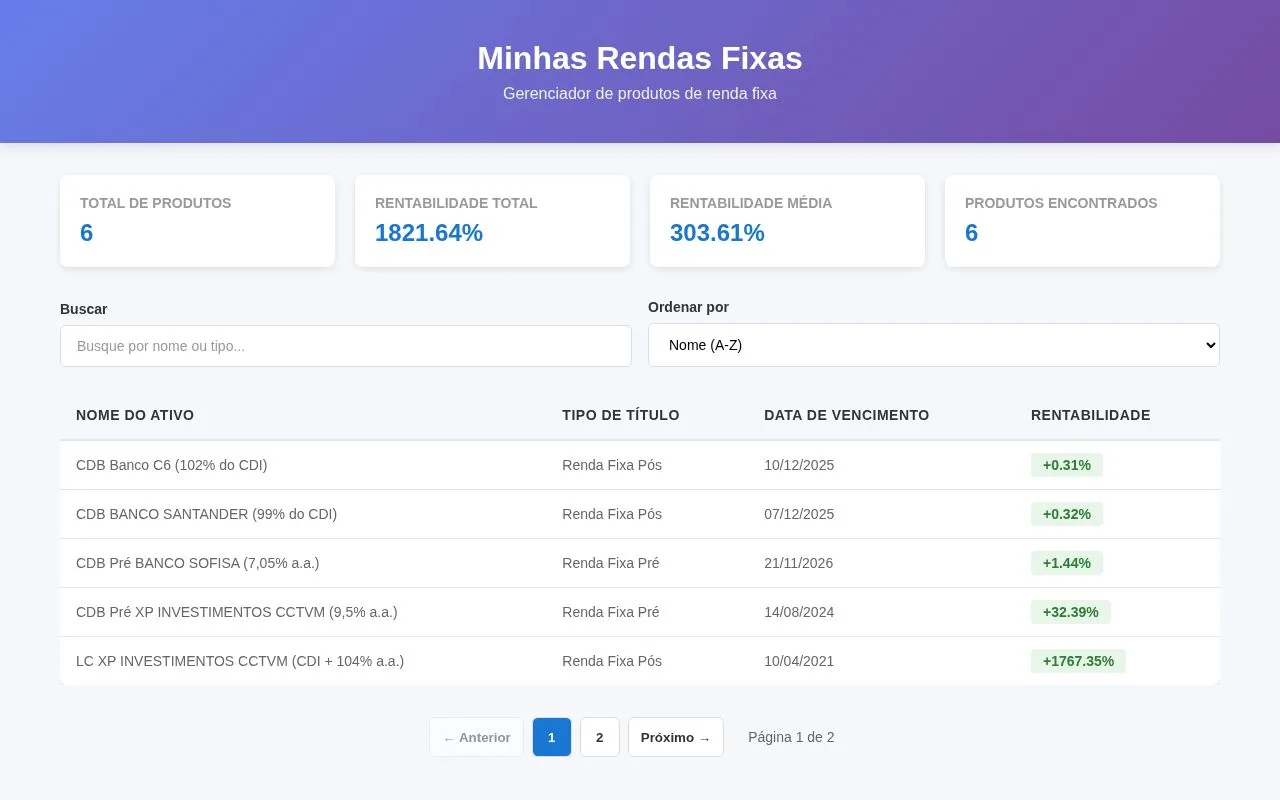 Minhas Rendas Fixas
Gerenciador de produtos de renda fixa
TOTAL DE PRODUTOS
6
RENTABILIDADE TOTAL
1821.64%
RENTABILIDADE MÉDIA
303.61%
PRODUTOS ENCONTRADOS
6
Buscar
Busque por nome ou tipo...
Ordenar por
Nome (A-Z)
NOME DO ATIVO TIPO DE TÍTULO DATA DE VENCIMENTO RENTABILIDADE
CDB Banco C6 (102% do CDI) Renda Fixa Pós 10/12/2025 +0.31%
CDB BANCO SANTANDER (99% do CDI) Renda Fixa Pós 07/12/2025 +0.32%
CDB Pré BANCO SOFISA (7,05% a.a.) Renda Fixa Pré 21/11/2026 +1.44%
CDB Pré XP INVESTIMENTOS CCTVM (9,5% a.a.) Renda Fixa Pré 14/08/2024 +32.39%
LC XP INVESTIMENTOS CCTVM (CDI + 104% a.a.) Renda Fixa Pós 10/04/2021 +1767.35%
← Anterior 1 2 Próximo → Página 1 de 2